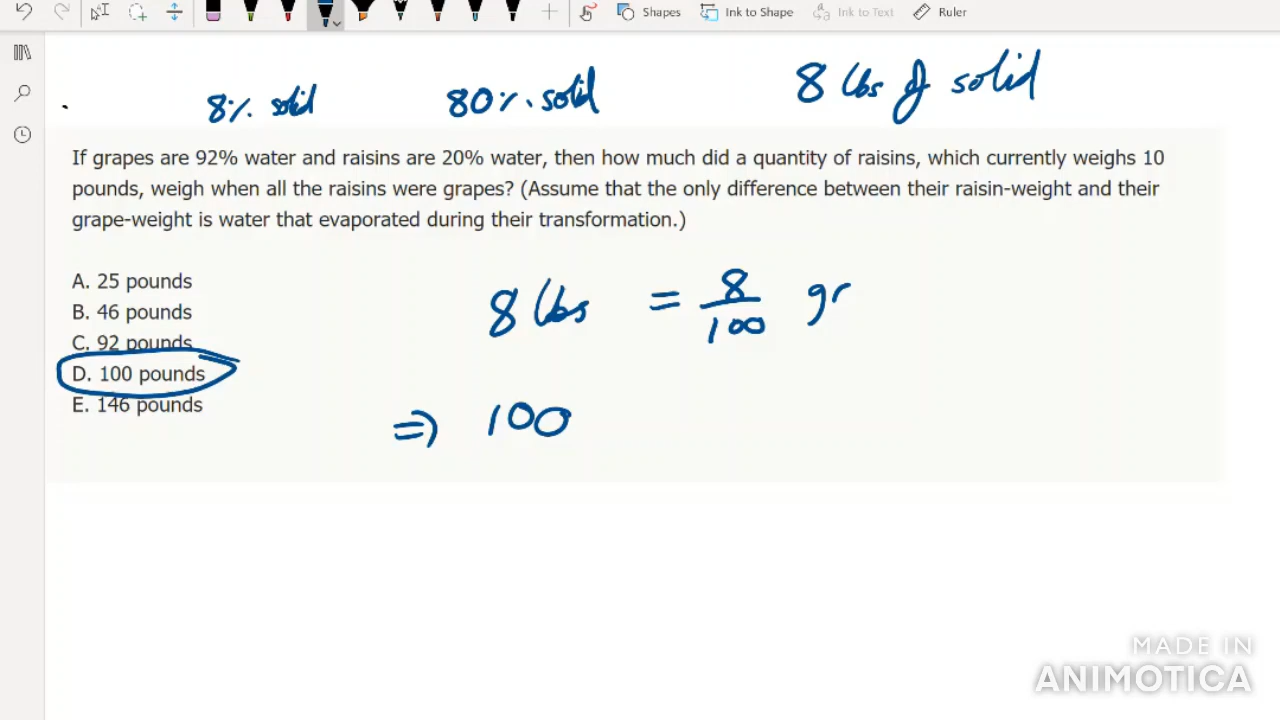 Shapes Ink to Shape Ink to Text Ruler
8% solid 80% solid 8 lbs of solid
If grapes are 92% water and raisins are 20% water, then how much did a quantity of raisins, which currently weighs 10
pounds, weigh when all the raisins were grapes? (Assume that the only difference between their raisin-weight and their
grape-weight is water that evaporated during their transformation.)
A. 25 pounds
B. 46 pounds
C. 92 pounds
D. 100 pounds
E. 146 pounds
8 lbs = 8/100 gr
⇒ 100
MADE IN
ANIMOTICA